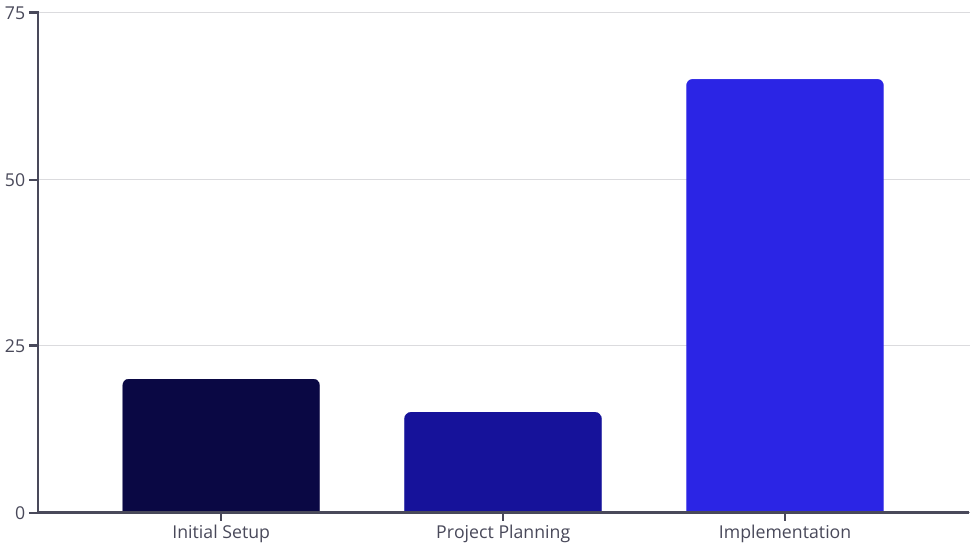 75
50
25
0
Initial Setup
Project Planning
Implementation